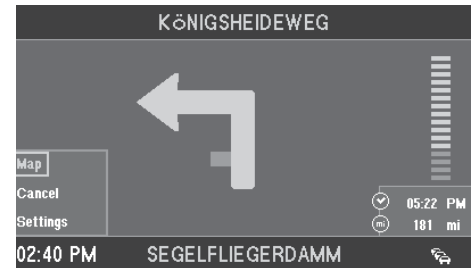 KÖNIGSHEIDEWEG
Map
Cancel
Settings
05:22 PM
mi 181 mi
02:40 PM SEGELFLIEGERDAMM